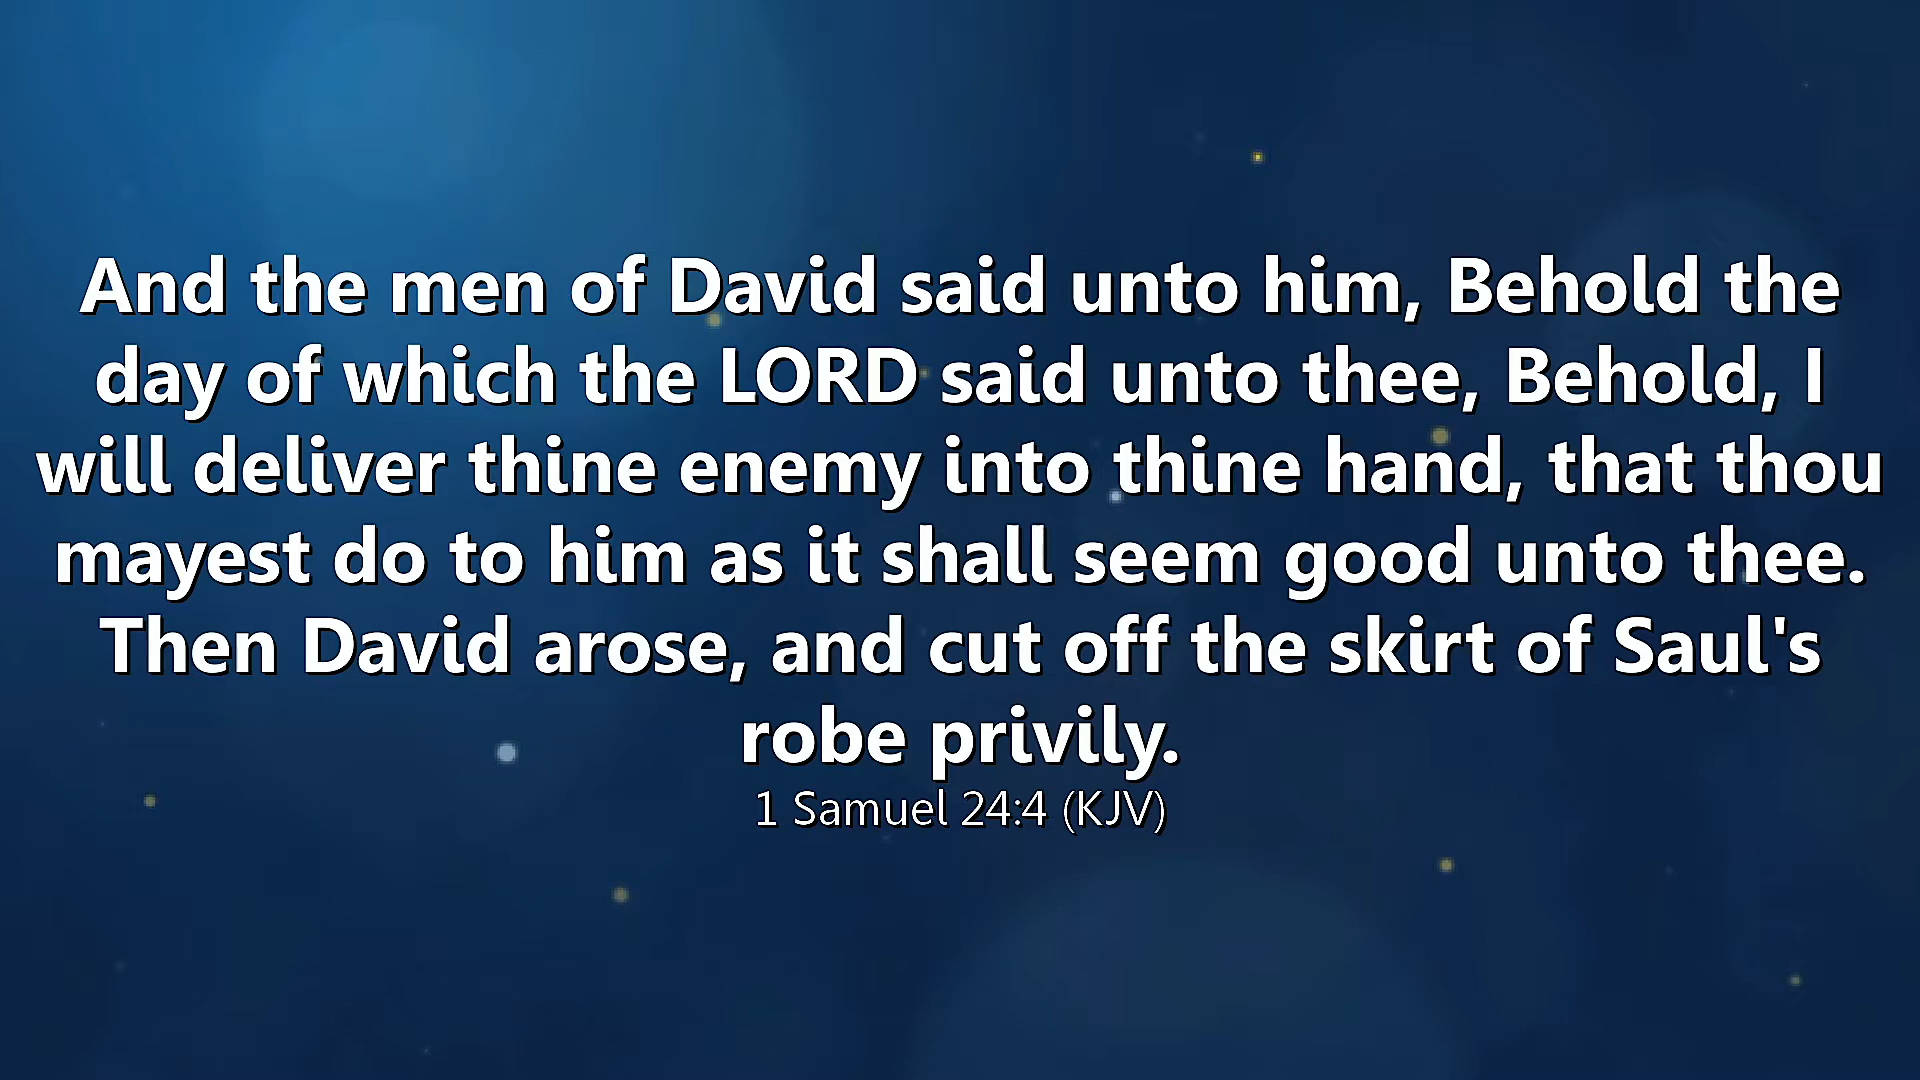 And the men of David said unto him, Behold the
day of which the LORD said unto thee, Behold, I
will deliver thine enemy into thine hand, that thou
mayest do to him as it shall seem good unto thee.
Then David arose, and cut off the skirt of Saul's
robe privily.
1 Samuel 24:4 (KJV)